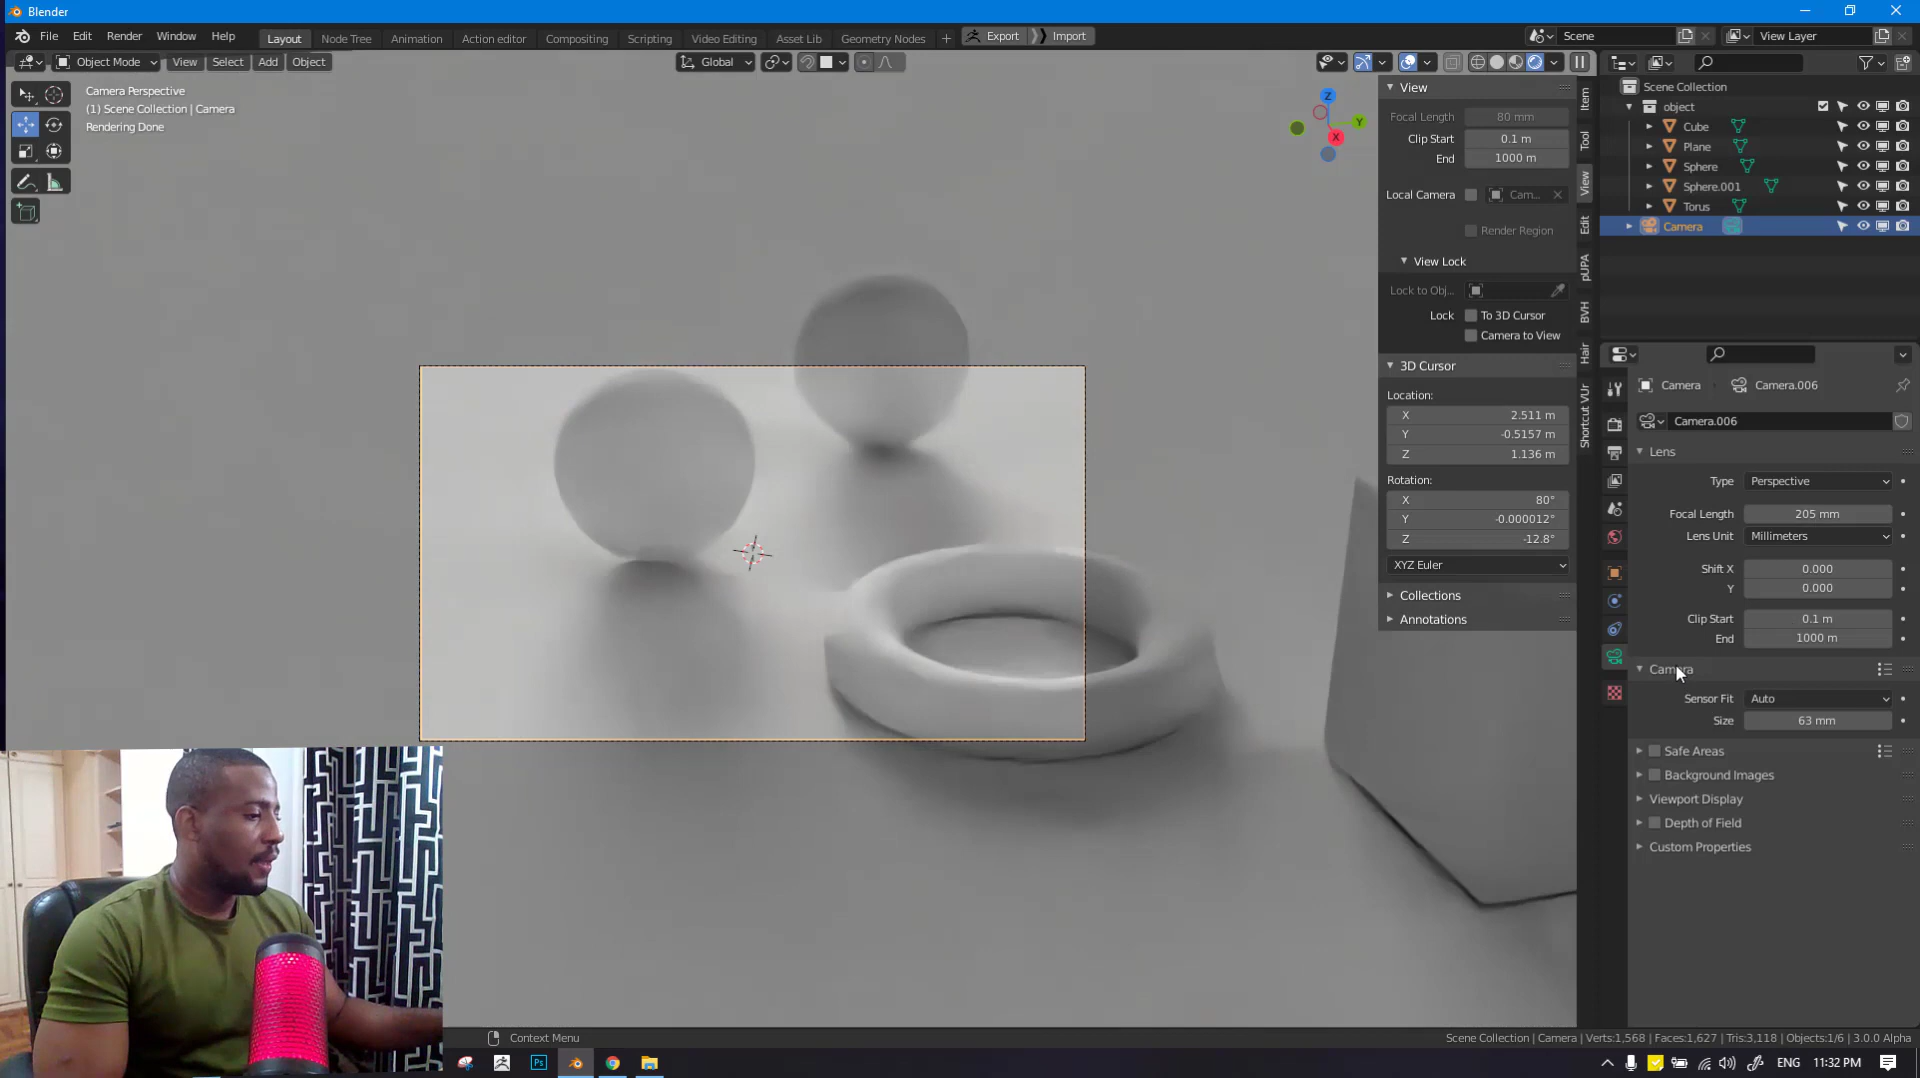 Blender
File Edit Render Window Help
Layout Node Tree Animation Action editor Compositing Scripting Video Editing Asset Lib Geometry Nodes + Export Import
Scene
View Layer
Object Mode View Select Add Object
Global
Camera Perspective
(1) Scene Collection | Camera
Rendering Done
Z
Y
X
View
Focal Length 80 mm
Clip Start 0.1 m
End 1000 m
Local Camera Cam...
Render Region
View Lock
Lock to Obj...
Lock To 3D Cursor
Camera to View
3D Cursor
Location:
X 2.511 m
Y -0.5157 m
Z 1.136 m
Rotation:
X 80°
Y -0.000012°
Z -12.8°
XYZ Euler
Collections
Annotations
Item
Tool
View
Edit
pUPA
BVH
Hair
Shortcut VUr
Scene Collection
object
Cube
Plane
Sphere
Sphere.001
Torus
Camera
Camera Camera.006
Camera.006
Lens
Type Perspective
Focal Length 205 mm
Lens Unit Millimeters
Shift X 0.000
Y 0.000
Clip Start 0.1 m
End 1000 m
Camera
Sensor Fit Auto
Size 63 mm
Safe Areas
Background Images
Viewport Display
Depth of Field
Custom Properties
Context Menu
Scene Collection | Camera | Verts:1,568 | Faces:1,627 | Tris:3,118 | Objects:1/6 | 3.0.0 Alpha
Ps
ENG 11:32 PM